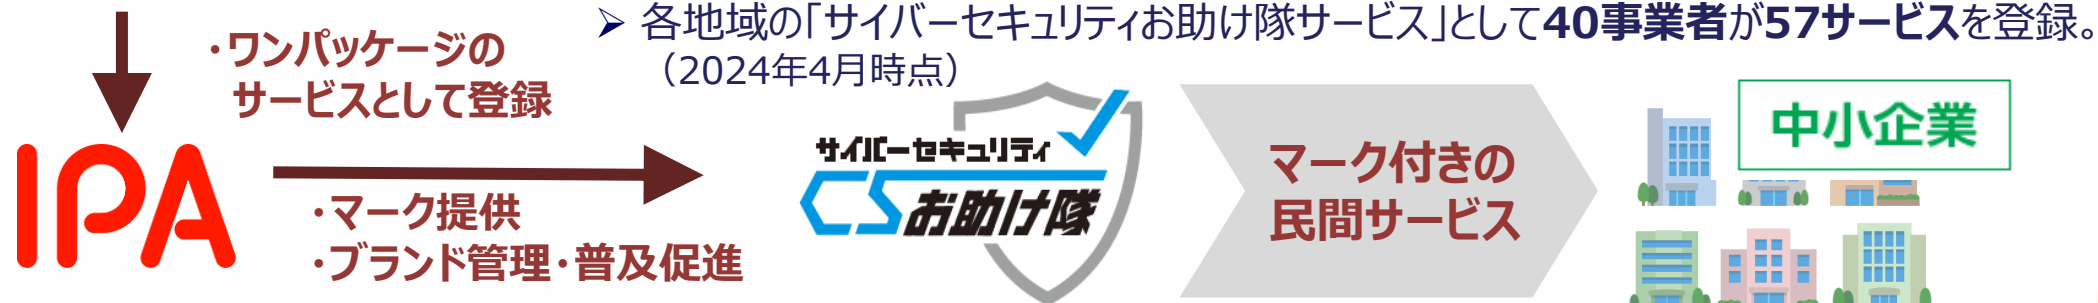 ➢ 各地域の「サイバーセキュリティお助け隊サービス」として40事業者が57サービスを登録。
（2024年4月時点）
・ワンパッケージの
サービスとして登録
IPA
・マーク提供
・ブランド管理・普及促進
サイバーセキュリティ
CSお助け隊
マーク付きの
民間サービス
中小企業